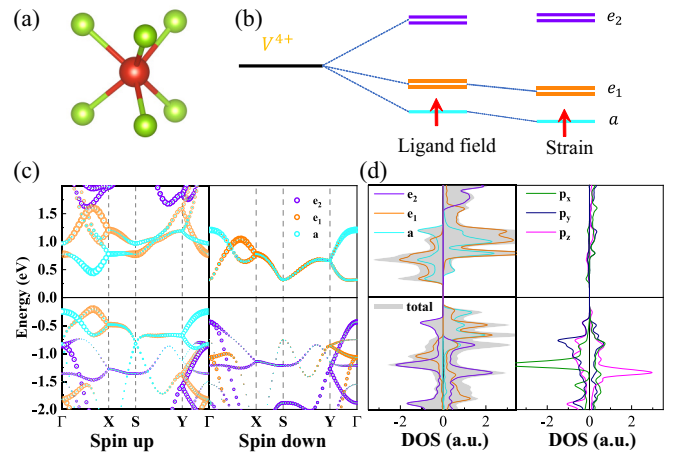 (a)
(b)
V4+
e2
e1
a
Ligand field
Strain
(c)
(d)
Energy (eV)
1.5
1.0
0.5
0.0
-0.5
-1.0
-1.5
-2.0
e2
e1
a
Γ X S Y Γ X S Y Γ
Spin up
Spin down
e2
e1
a
total
px
py
pz
-2 0 2 -2 0 2
DOS (a.u.) DOS (a.u.)